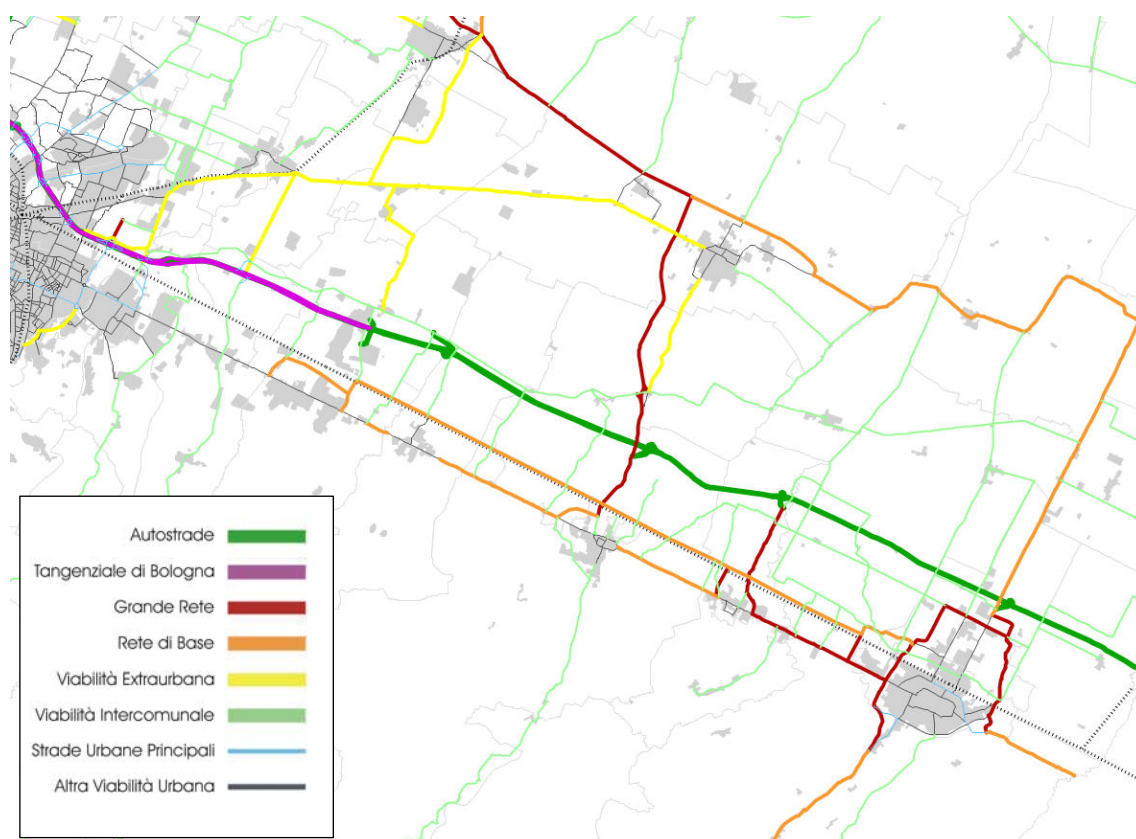 Autostrade
Tangenziale di Bologna
Grande Rete
Rete di Base
Viabilità Extraurbana
Viabilità Intercomunale
Strade Urbane Principali
Altra Viabilità Urbana